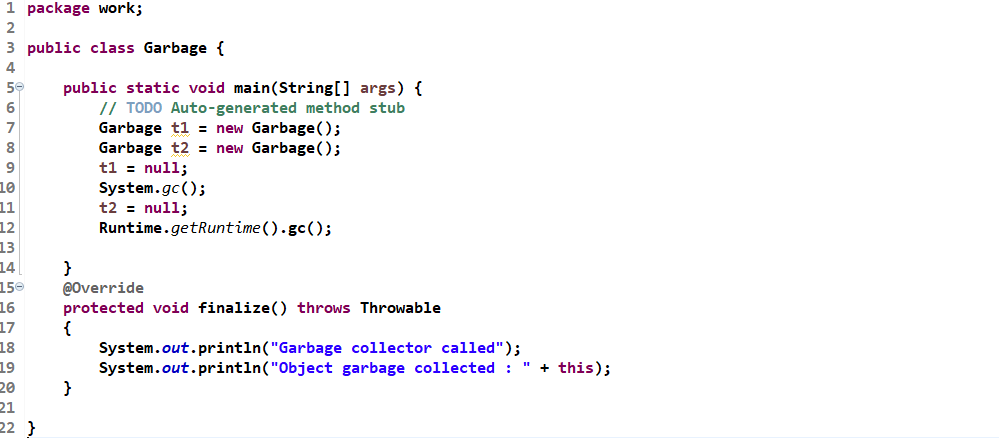 1 package work;
2
3 public class Garbage {
4
5 public static void main(String[] args) {
6 // TODO Auto-generated method stub
7 Garbage t1 = new Garbage();
8 Garbage t2 = new Garbage();
9 t1 = null;
10 System.gc();
11 t2 = null;
12 Runtime.getRuntime().gc();
13
14 }
15 @Override
16 protected void finalize() throws Throwable
17 {
18 System.out.println("Garbage collector called");
19 System.out.println("Object garbage collected : " + this);
20 }
21
22 }